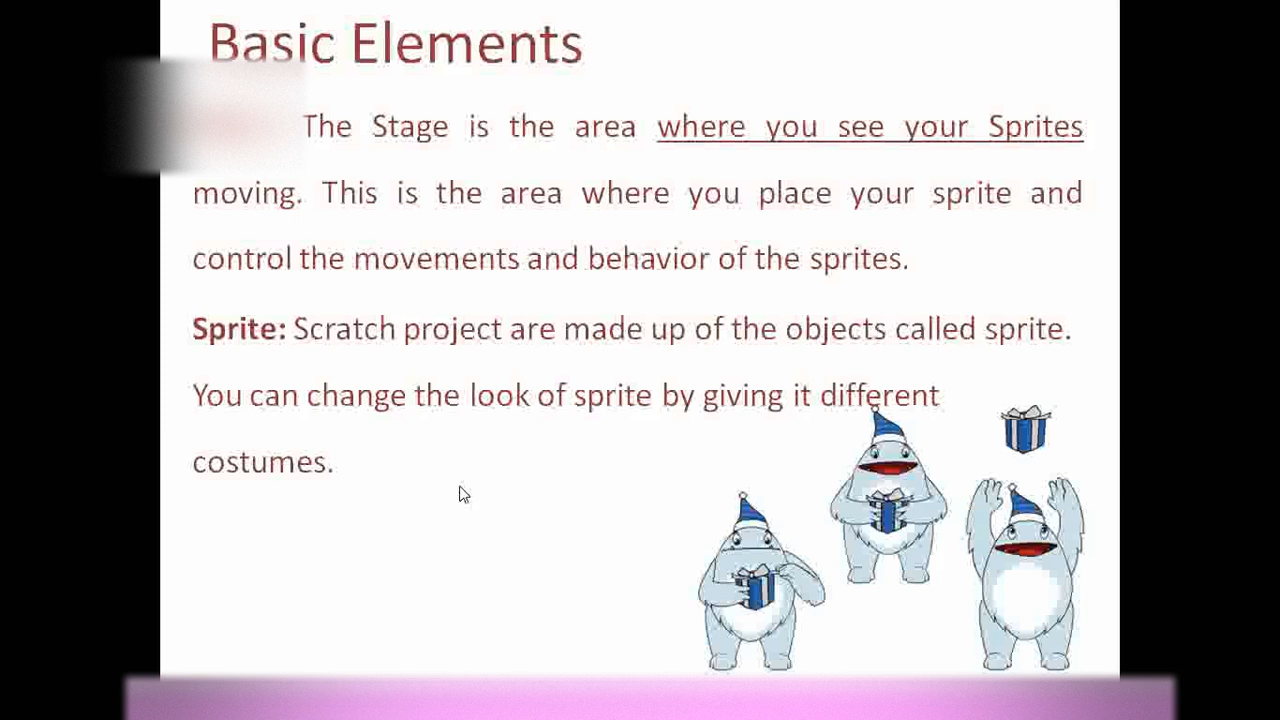 Basic Elements
The Stage is the area where you see your Sprites
moving. This is the area where you place your sprite and
control the movements and behavior of the sprites.
Sprite: Scratch project are made up of the objects called sprite.
You can change the look of sprite by giving it different
costumes.